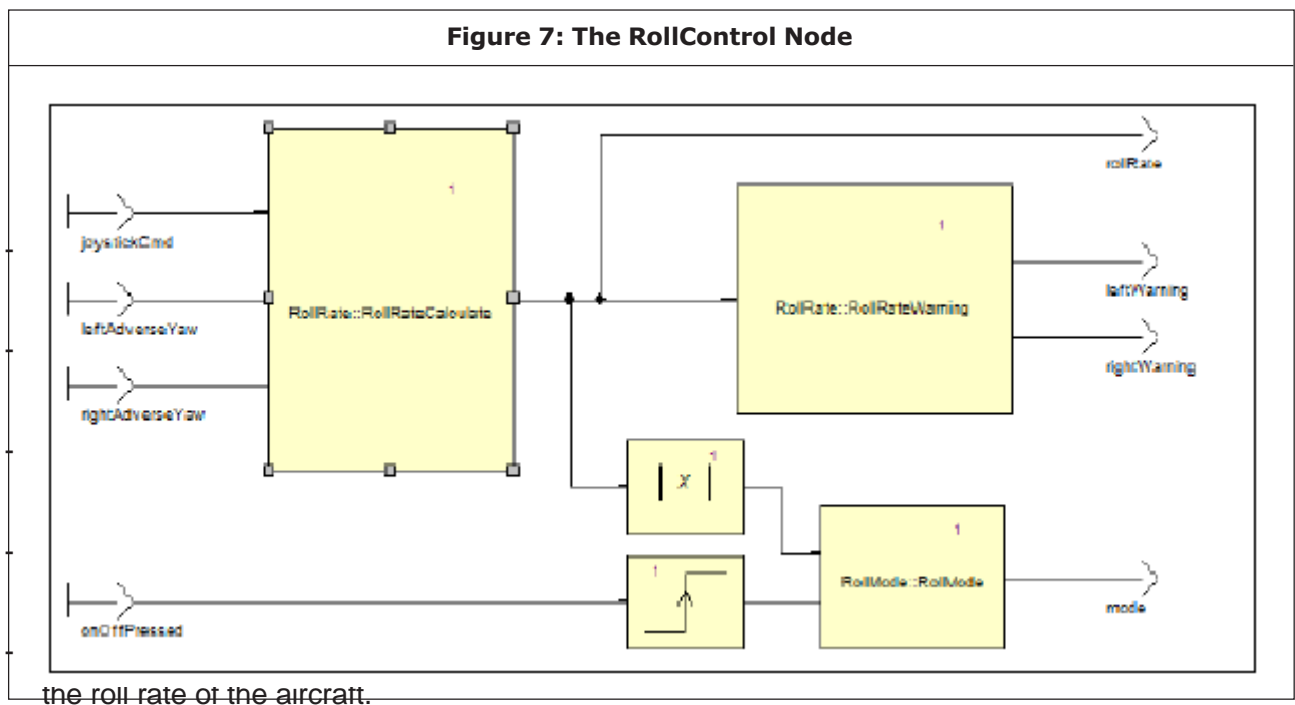 Figure 7: The RollControl Node
rollRate
1
joystickCmd
1
leftWarning
RollRate::RollRateCalculate
RollRate::RollRateWarning
leftAdverseYaw
rightWarning
rightAdverseYaw
1
| x |
1
1
RollMode::RollMode
mode
onOffPressed
the roll rate of the aircraft.